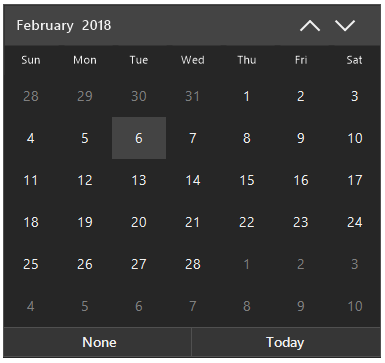 February 2018
Sun Mon Tue Wed Thu Fri Sat
28 29 30 31 1 2 3
4 5 6 7 8 9 10
11 12 13 14 15 16 17
18 19 20 21 22 23 24
25 26 27 28 1 2 3
4 5 6 7 8 9 10
None Today